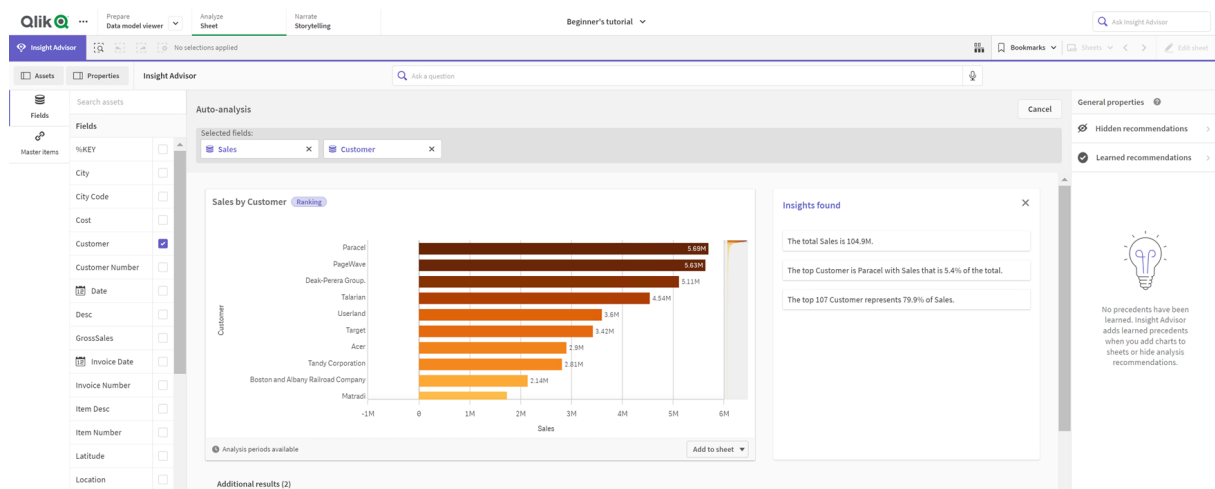 Qlik
Prepare
Data model viewer
Analyze
Sheet
Narrate
Storytelling
Beginner's tutorial
Ask Insight Advisor
Insight Advisor
No selections applied
Bookmarks
Sheets
Edit sheet
Assets
Properties
Insight Advisor
Ask a question
Fields
Master items
Search assets
Fields
%KEY
City
City Code
Cost
Customer
Customer Number
Date
Desc
GrossSales
Invoice Date
Invoice Number
Item Desc
Item Number
Latitude
Location
Auto-analysis
Cancel
Selected fields:
Sales
Customer
Sales by Customer Ranking
Customer
Paracel 5.69M
PageWave 5.63M
Deak-Perera Group. 5.11M
Talarian 4.54M
Userland 3.6M
Target 3.42M
Acer 2.9M
Tandy Corporation 2.81M
Boston and Albany Railroad Company 2.14M
Matradi
-1M 0 1M 2M 3M 4M 5M 6M
Sales
Analysis periods available
Add to sheet
Additional results (2)
Insights found
The total Sales is 104.9M.
The top Customer is Paracel with Sales that is 5.4% of the total.
The top 107 Customer represents 79.9% of Sales.
General properties
Hidden recommendations
Learned recommendations
No precedents have been
learned. Insight Advisor
adds learned precedents
when you add charts to
sheets or hide analysis
recommendations.